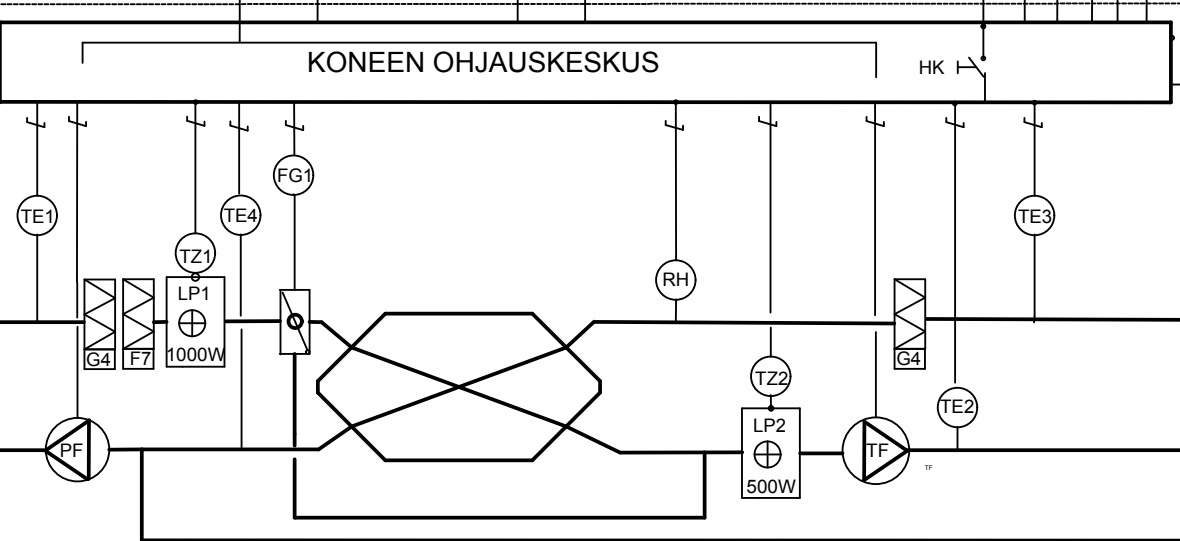 KONEEN OHJAUSKESKUS
HK
FG1
TE1
TE4
TE3
TZ1
RH
LP1
1000W
G4
F7
G4
TZ2
TE2
LP2
500W
PF
TF
TF